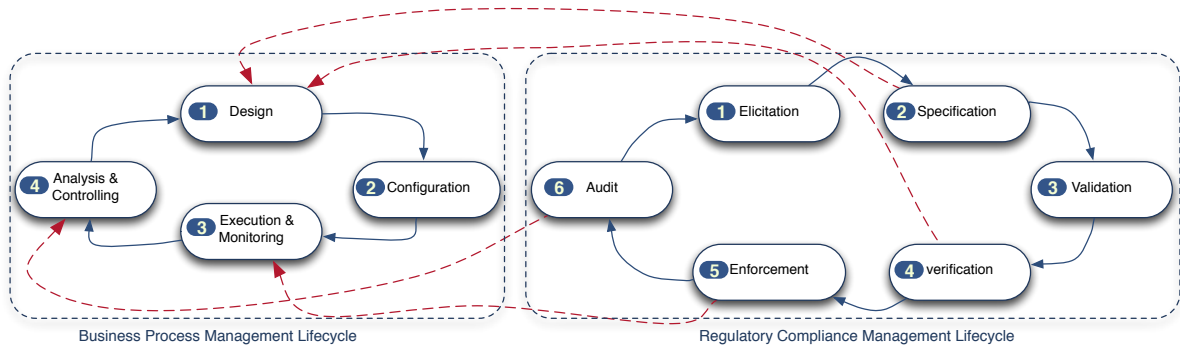 1 Design
2 Configuration
3 Execution &
Monitoring
4 Analysis &
Controlling
Business Process Management Lifecycle
1 Elicitation
2 Specification
3 Validation
4 verification
5 Enforcement
6 Audit
Regulatory Compliance Management Lifecycle